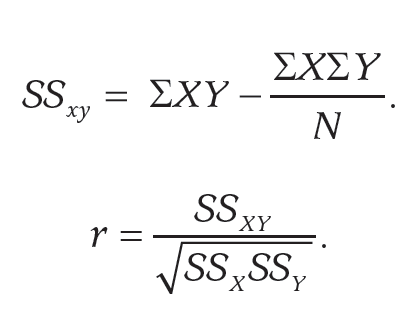 SS_xy = ΣXY − ΣXΣY / N .
r = SS_XY / √(SS_X SS_Y) .